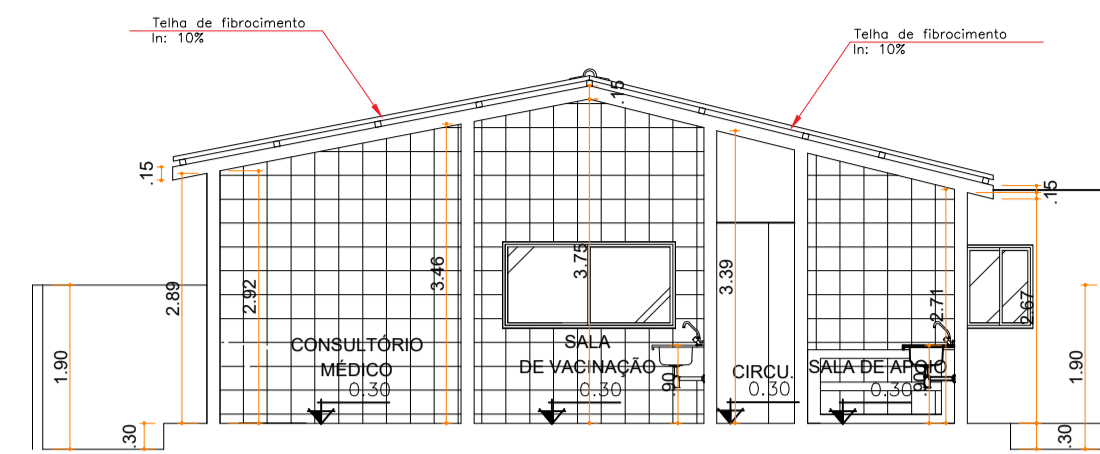 Telha de fibrocimento
In: 10%
Telha de fibrocimento
In: 10%
.15
.15
.15
2.89
2.92
3.46
3.75
3.39
2.71
2.67
1.90
1.90
CONSULTÓRIO
MÉDICO
0.30
SALA
DE VACINAÇÃO
0.30
.90
CIRCU.
0.30
SALA DE APOIO
0.30
.90
.30
.30